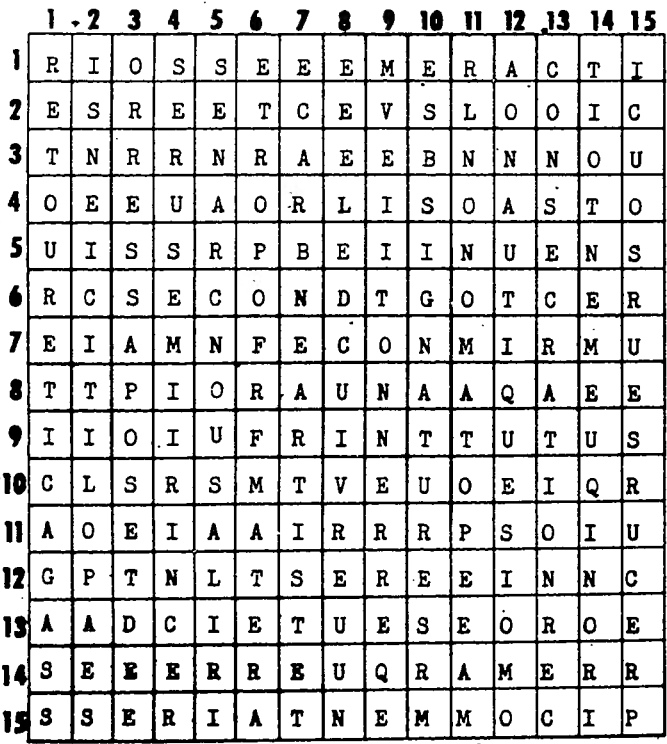 1 2 3 4 5 6 7 8 9 10 11 12 13 14 15
1 R I O S S E E E M E R A C T I
2 E S R E E T C E V S L O O I C
3 T N R R N R A E E B N N N O U
4 O E E U A O R L I S O A S T O
5 U I S S R P B E I I N U E N S
6 R C S E C O N D T G O T C E R
7 E I A M N F E C O N M I R M U
8 T T P I O R A U N A A Q A E E
9 I I O I U F R I N T T U T U S
10 C L S R S M T V E U O E I Q R
11 A O E I A A I R R R P S O I U
12 G P T N L T S E R E E I N N C
13 A A D C I E T U E S E O R O E
14 S E E E R R E U Q R A M E R R
15 S S E R I A T N E M M O C I P